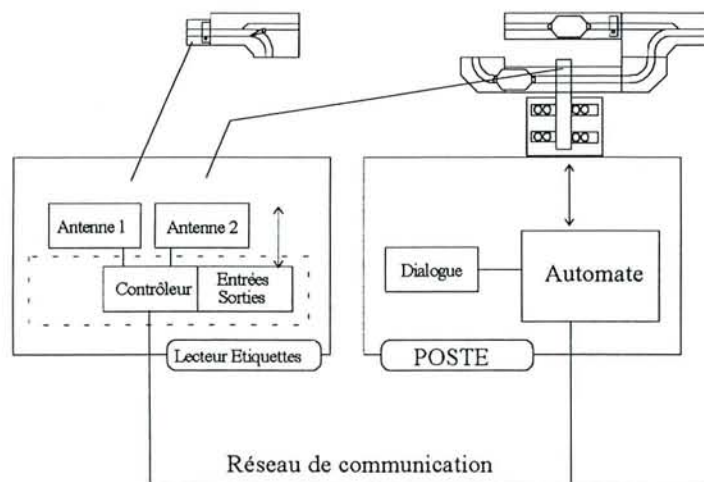 Antenne 1
Antenne 2
Contrôleur
Entrées
Sorties
Lecteur Etiquettes
Dialogue
Automate
POSTE
Réseau de communication